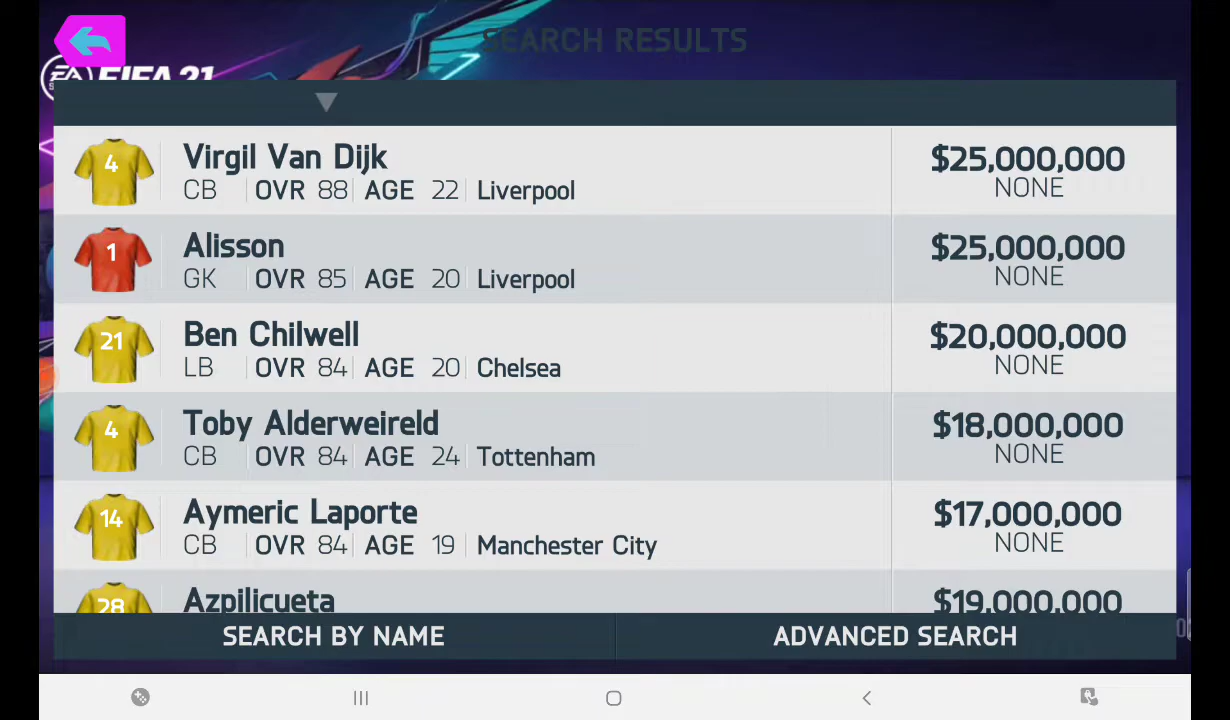 SEARCH RESULTS
EA
FIFA 21
4
Virgil Van Dijk
$25,000,000
CB OVR 88 AGE 22 Liverpool
NONE
1
Alisson
$25,000,000
GK OVR 85 AGE 20 Liverpool
NONE
21
Ben Chilwell
$20,000,000
LB OVR 84 AGE 20 Chelsea
NONE
4
Toby Alderweireld
$18,000,000
CB OVR 84 AGE 24 Tottenham
NONE
14
Aymeric Laporte
$17,000,000
CB OVR 84 AGE 19 Manchester City
NONE
28
Azpilicueta
$19,000,000
SEARCH BY NAME
ADVANCED SEARCH